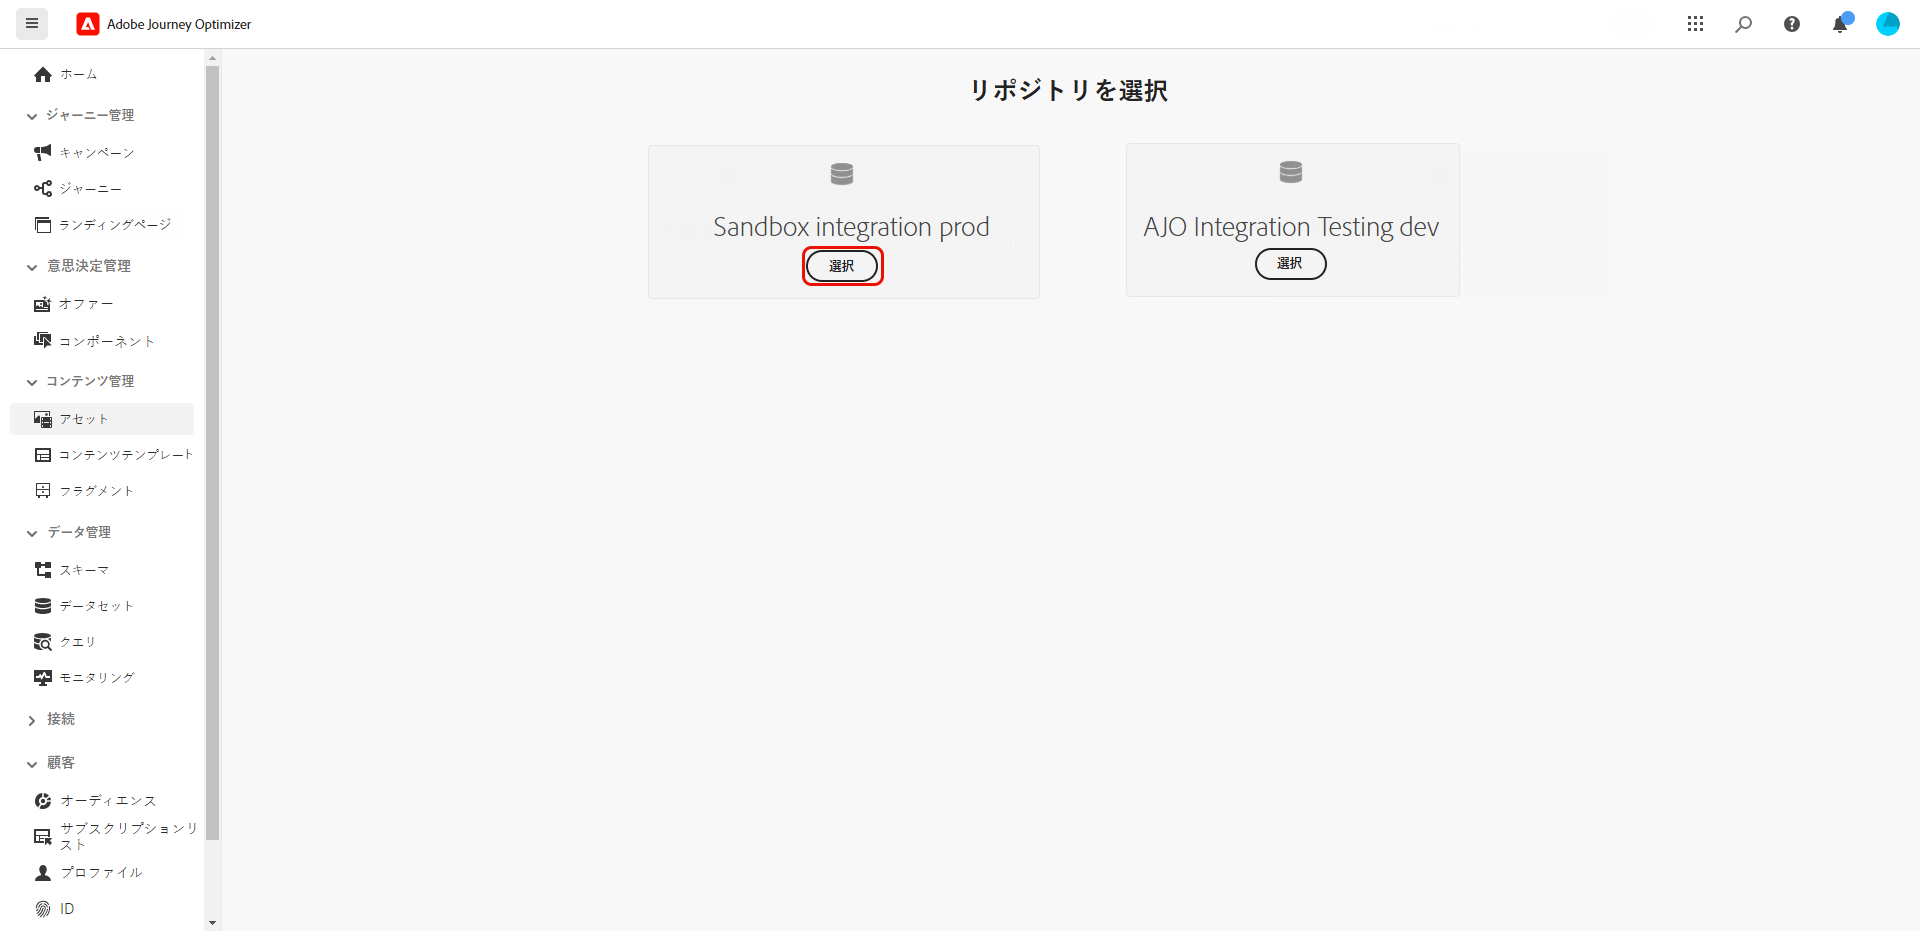 Adobe Journey Optimizer
ホーム
ジャーニー管理
キャンペーン
ジャーニー
ランディングページ
意思決定管理
オファー
コンポーネント
コンテンツ管理
アセット
コンテンツテンプレート
フラグメント
データ管理
スキーマ
データセット
クエリ
モニタリング
接続
顧客
オーディエンス
サブスクリプションリ
スト
プロファイル
ID
リポジトリを選択
Sandbox integration prod
選択
AJO Integration Testing dev
選択